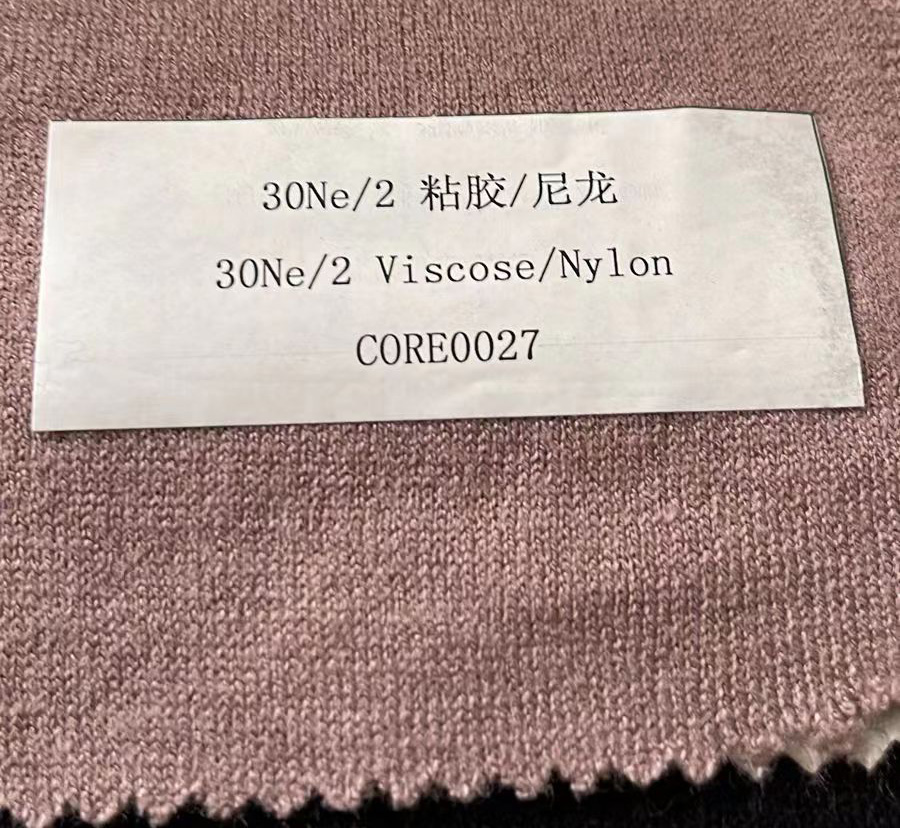 30Ne/2 粘胶/尼龙
30Ne/2 Viscose/Nylon
CORE0027